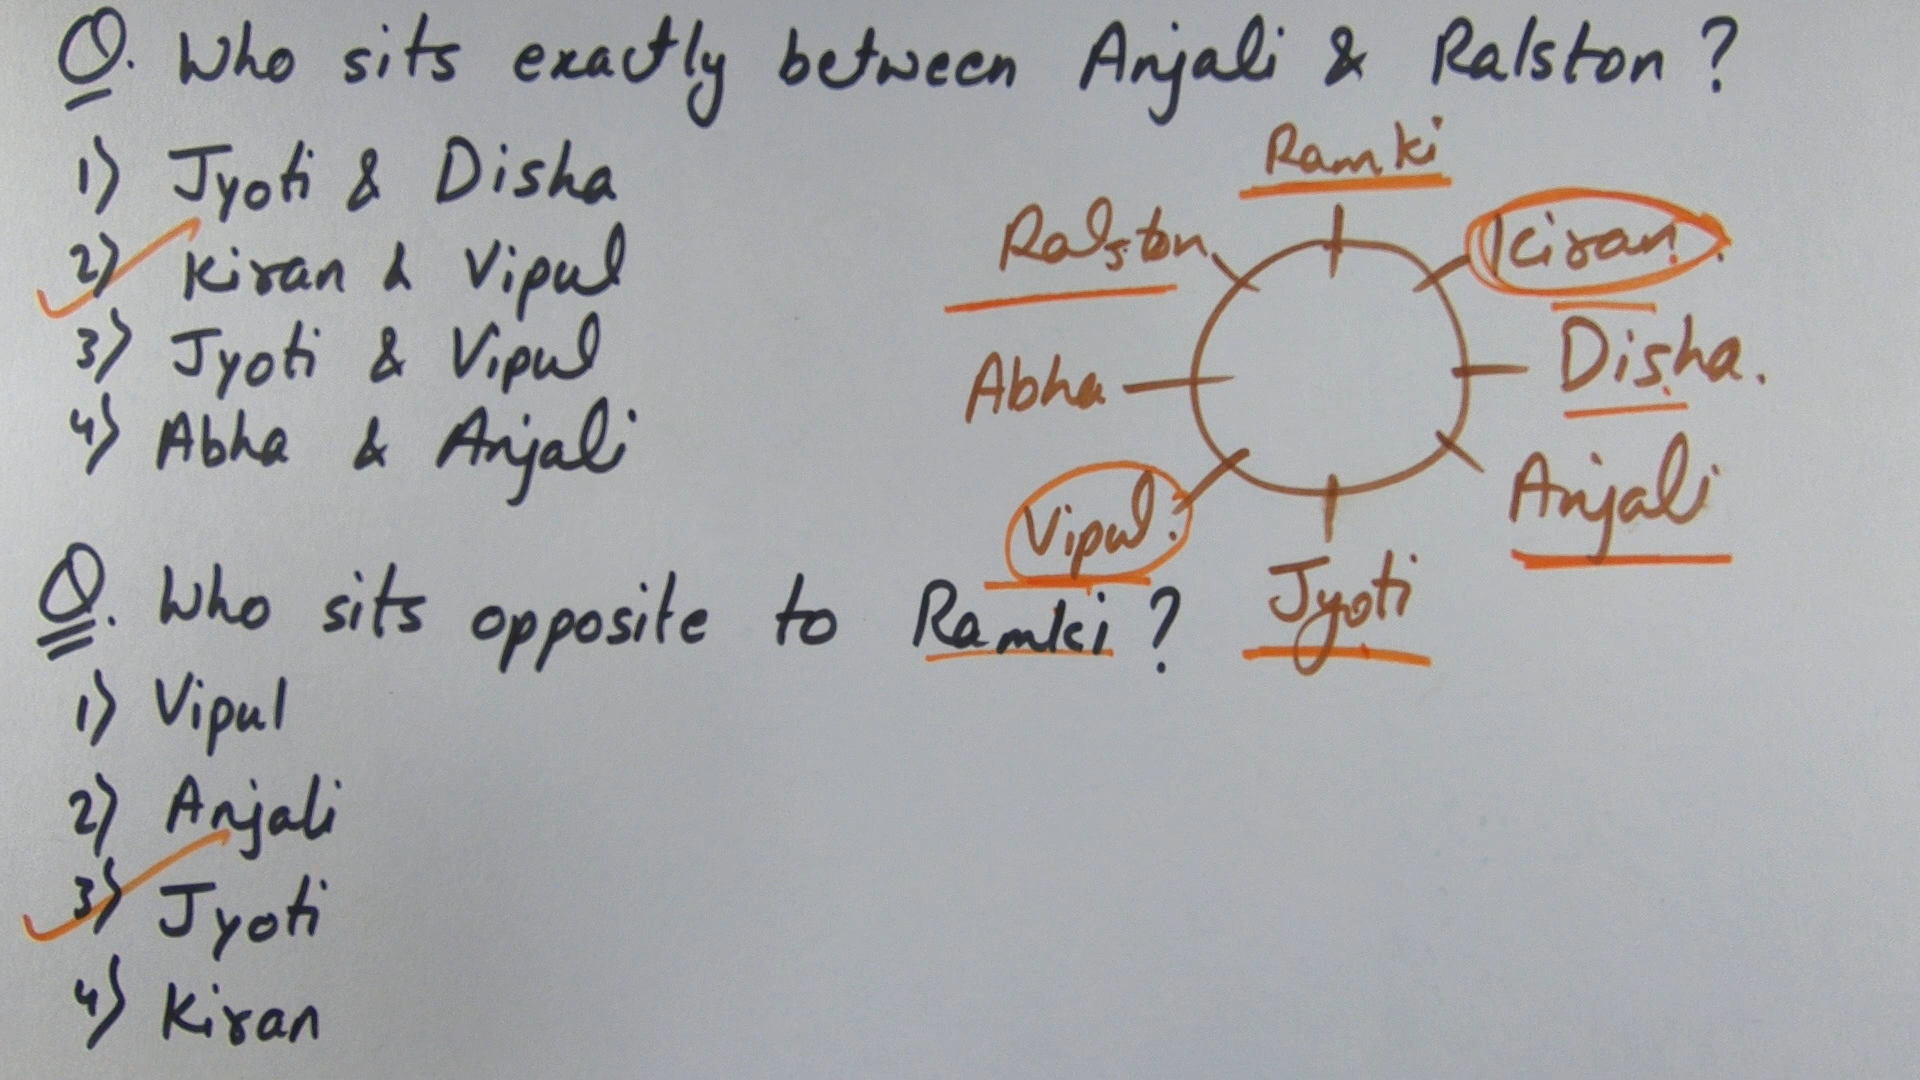 Q. Who sits exactly between Anjali & Ralston?
1) Jyoti & Disha
2) Kiran & Vipul
3) Jyoti & Vipul
4) Abha & Anjali
Ramki
Ralston
Kiran.
Abha
Disha.
Vipul.
Anjali
Jyoti
Q. Who sits opposite to Ramki?
1) Vipul
2) Anjali
3) Jyoti
4) Kiran